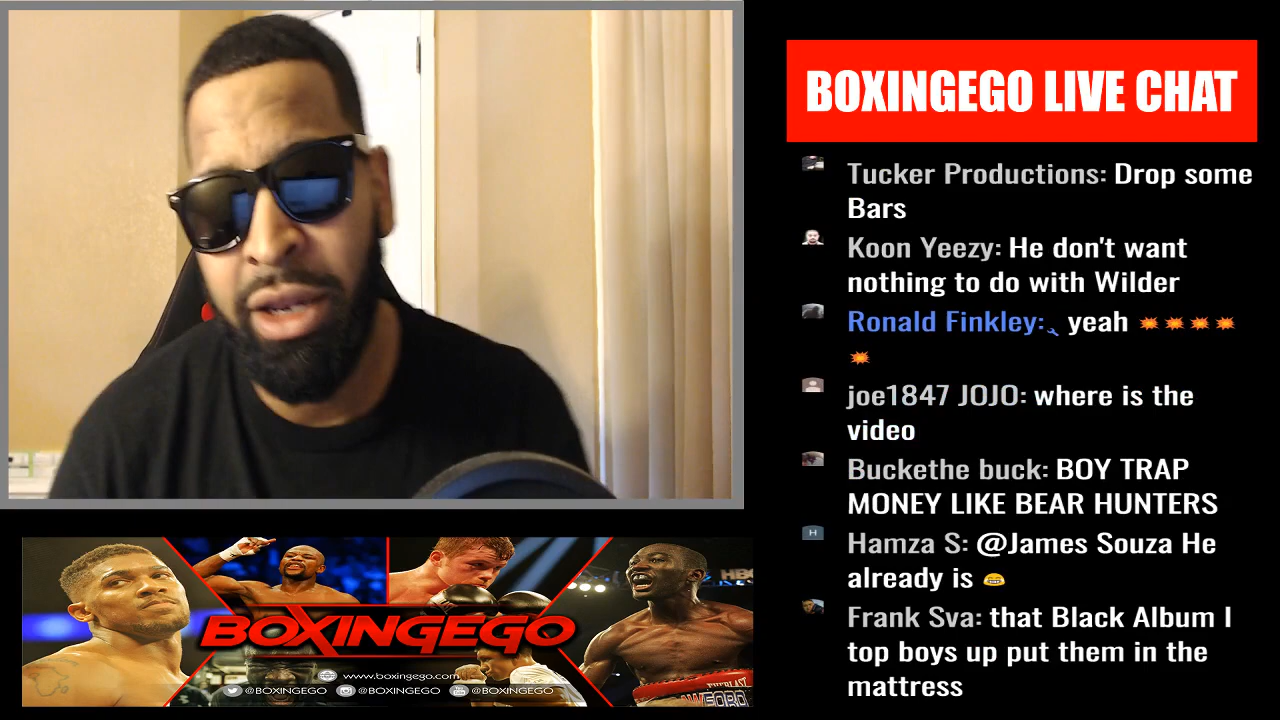 BOXINGEGO LIVE CHAT
Tucker Productions: Drop some
Bars
Koon Yeezy: He don't want
nothing to do with Wilder
Ronald Finkley: yeah 💥💥💥💥
💥
joe1847 JOJO: where is the
video
Buckethe buck: BOY TRAP
MONEY LIKE BEAR HUNTERS
H
Hamza S: @James Souza He
already is 😂
Frank Sva: that Black Album I
top boys up put them in the
mattress
HBO
BOXINGEGO
www.boxingego.com
@BOXINGEGO @BOXINGEGO @BOXINGEGO
EVERLAST